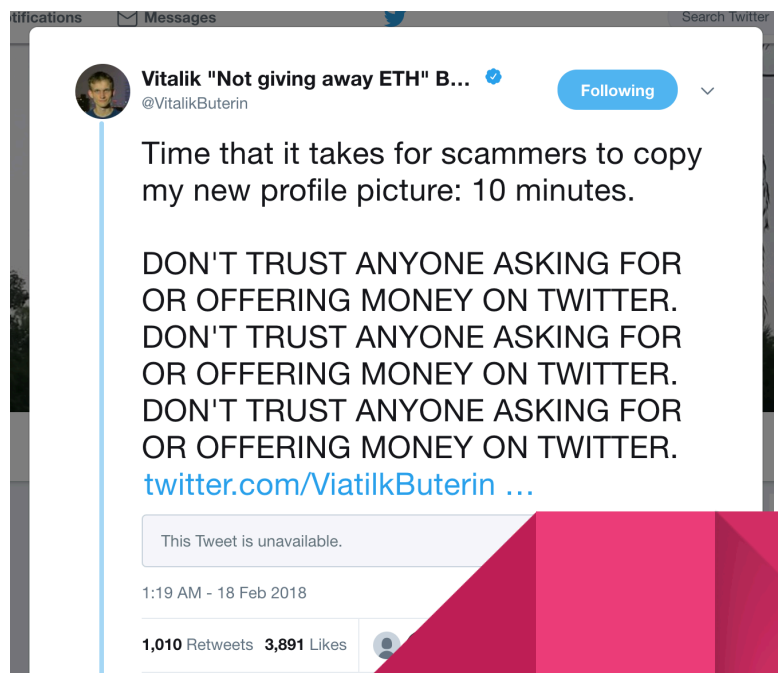 tifications Messages Search Twitter
Vitalik "Not giving away ETH" B... Following
@VitalikButerin
Time that it takes for scammers to copy
my new profile picture: 10 minutes.
DON'T TRUST ANYONE ASKING FOR
OR OFFERING MONEY ON TWITTER.
DON'T TRUST ANYONE ASKING FOR
OR OFFERING MONEY ON TWITTER.
DON'T TRUST ANYONE ASKING FOR
OR OFFERING MONEY ON TWITTER.
twitter.com/ViatilkButerin ...
This Tweet is unavailable.
1:19 AM - 18 Feb 2018
1,010 Retweets 3,891 Likes